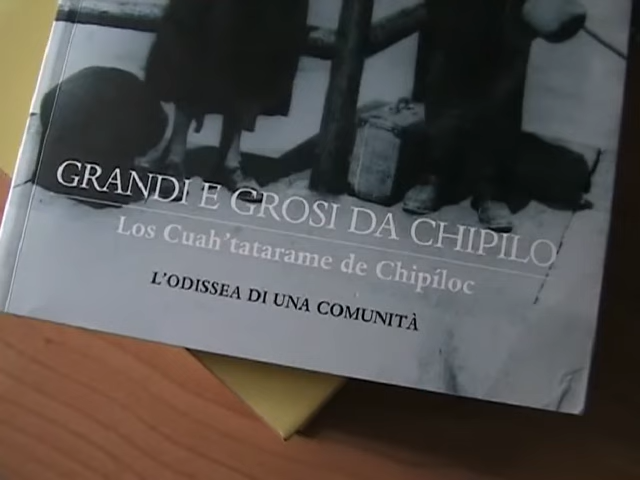 GRANDI E GROSI DA CHIPILO
Los Cuah'tatarame de Chipíloc
L'ODISSEA DI UNA COMUNITÀ